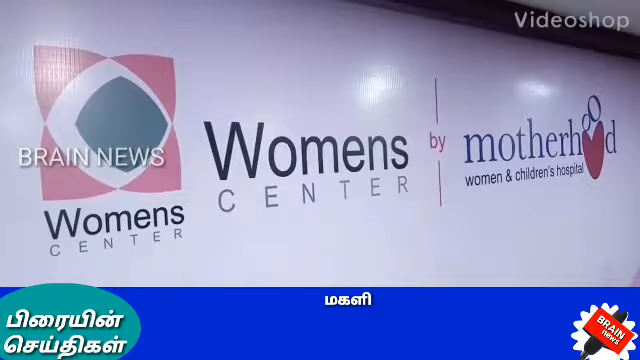 Videoshop
BRAIN NEWS
Womens
CENTER
Womens
CENTER
by
motherhood
women & children's hospital
மகளி
பிரையின்
செய்திகள்
BRAIN
news